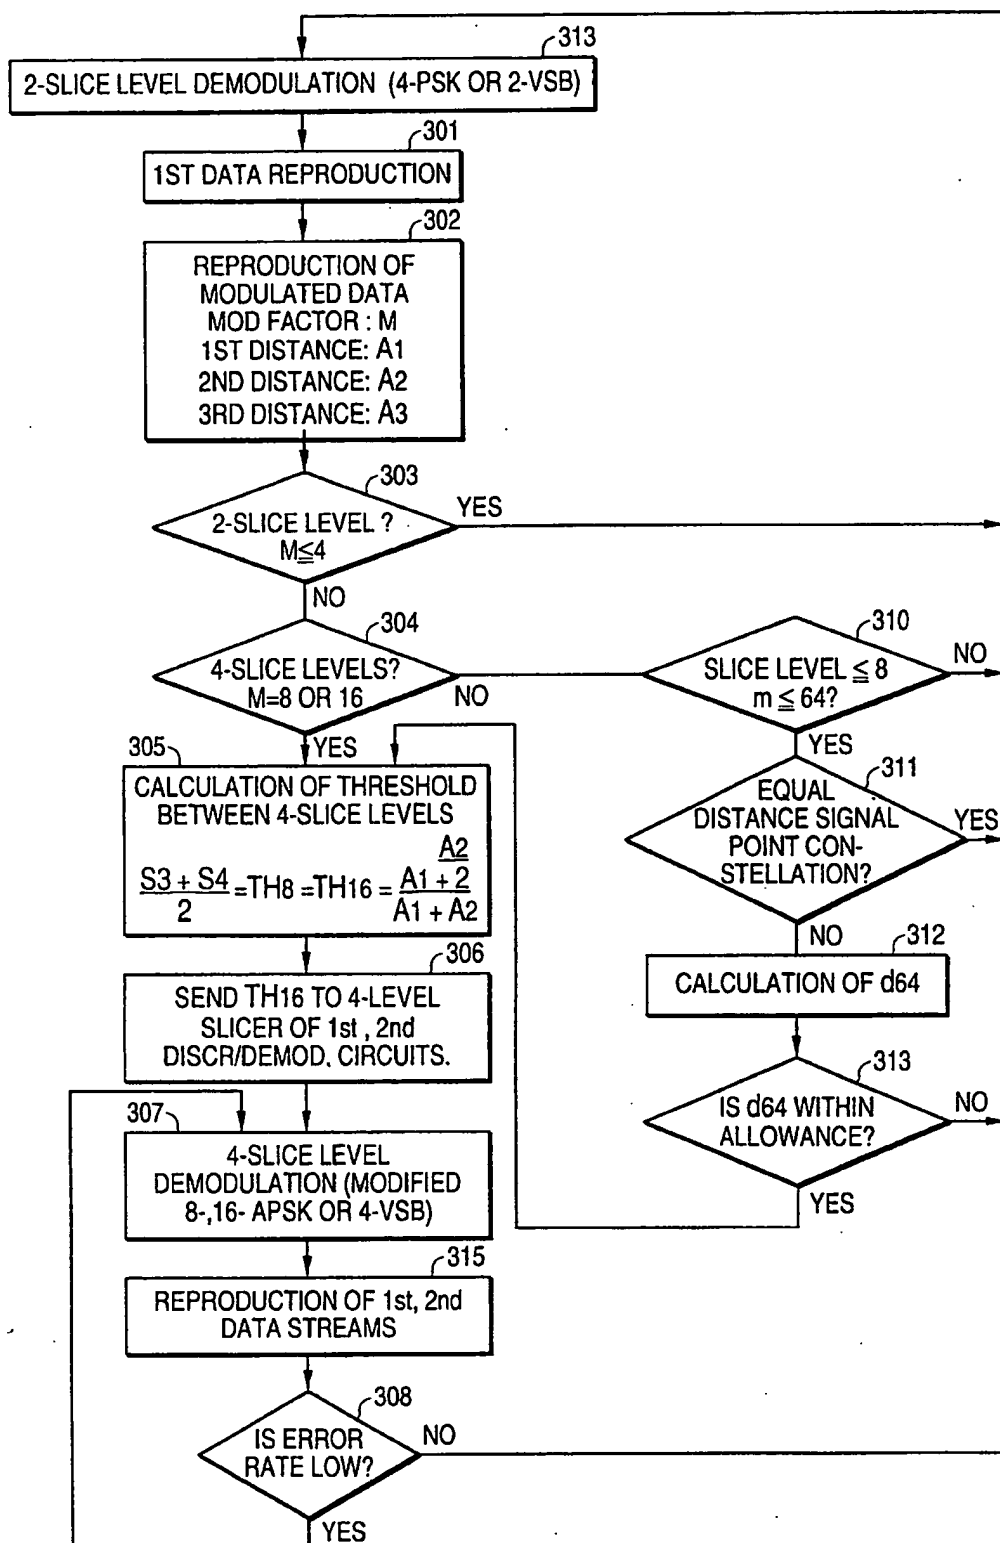 313
2-SLICE LEVEL DEMODULATION (4-PSK OR 2-VSB)
301
1ST DATA REPRODUCTION
302
REPRODUCTION OF
MODULATED DATA
MOD FACTOR : M
1ST DISTANCE: A1
2ND DISTANCE: A2
3RD DISTANCE: A3
303
2-SLICE LEVEL ?
M≦4
YES
NO
304
4-SLICE LEVELS?
M=8 OR 16
NO
YES
310
SLICE LEVEL ≦ 8
m ≦ 64?
NO
YES
305
CALCULATION OF THRESHOLD
BETWEEN 4-SLICE LEVELS
A2
S3 + S4 =TH8 =TH16 = A1 + 2
2 A1 + A2
311
EQUAL
DISTANCE SIGNAL
POINT CON-
STELLATION?
YES
NO
306
SEND TH16 TO 4-LEVEL
SLICER OF 1st , 2nd
DISCR/DEMOD. CIRCUITS.
312
CALCULATION OF d64
313
IS d64 WITHIN
ALLOWANCE?
NO
YES
307
4-SLICE LEVEL
DEMODULATION (MODIFIED
8-,16- APSK OR 4-VSB)
315
REPRODUCTION OF 1st, 2nd
DATA STREAMS
308
IS ERROR
RATE LOW?
NO
YES